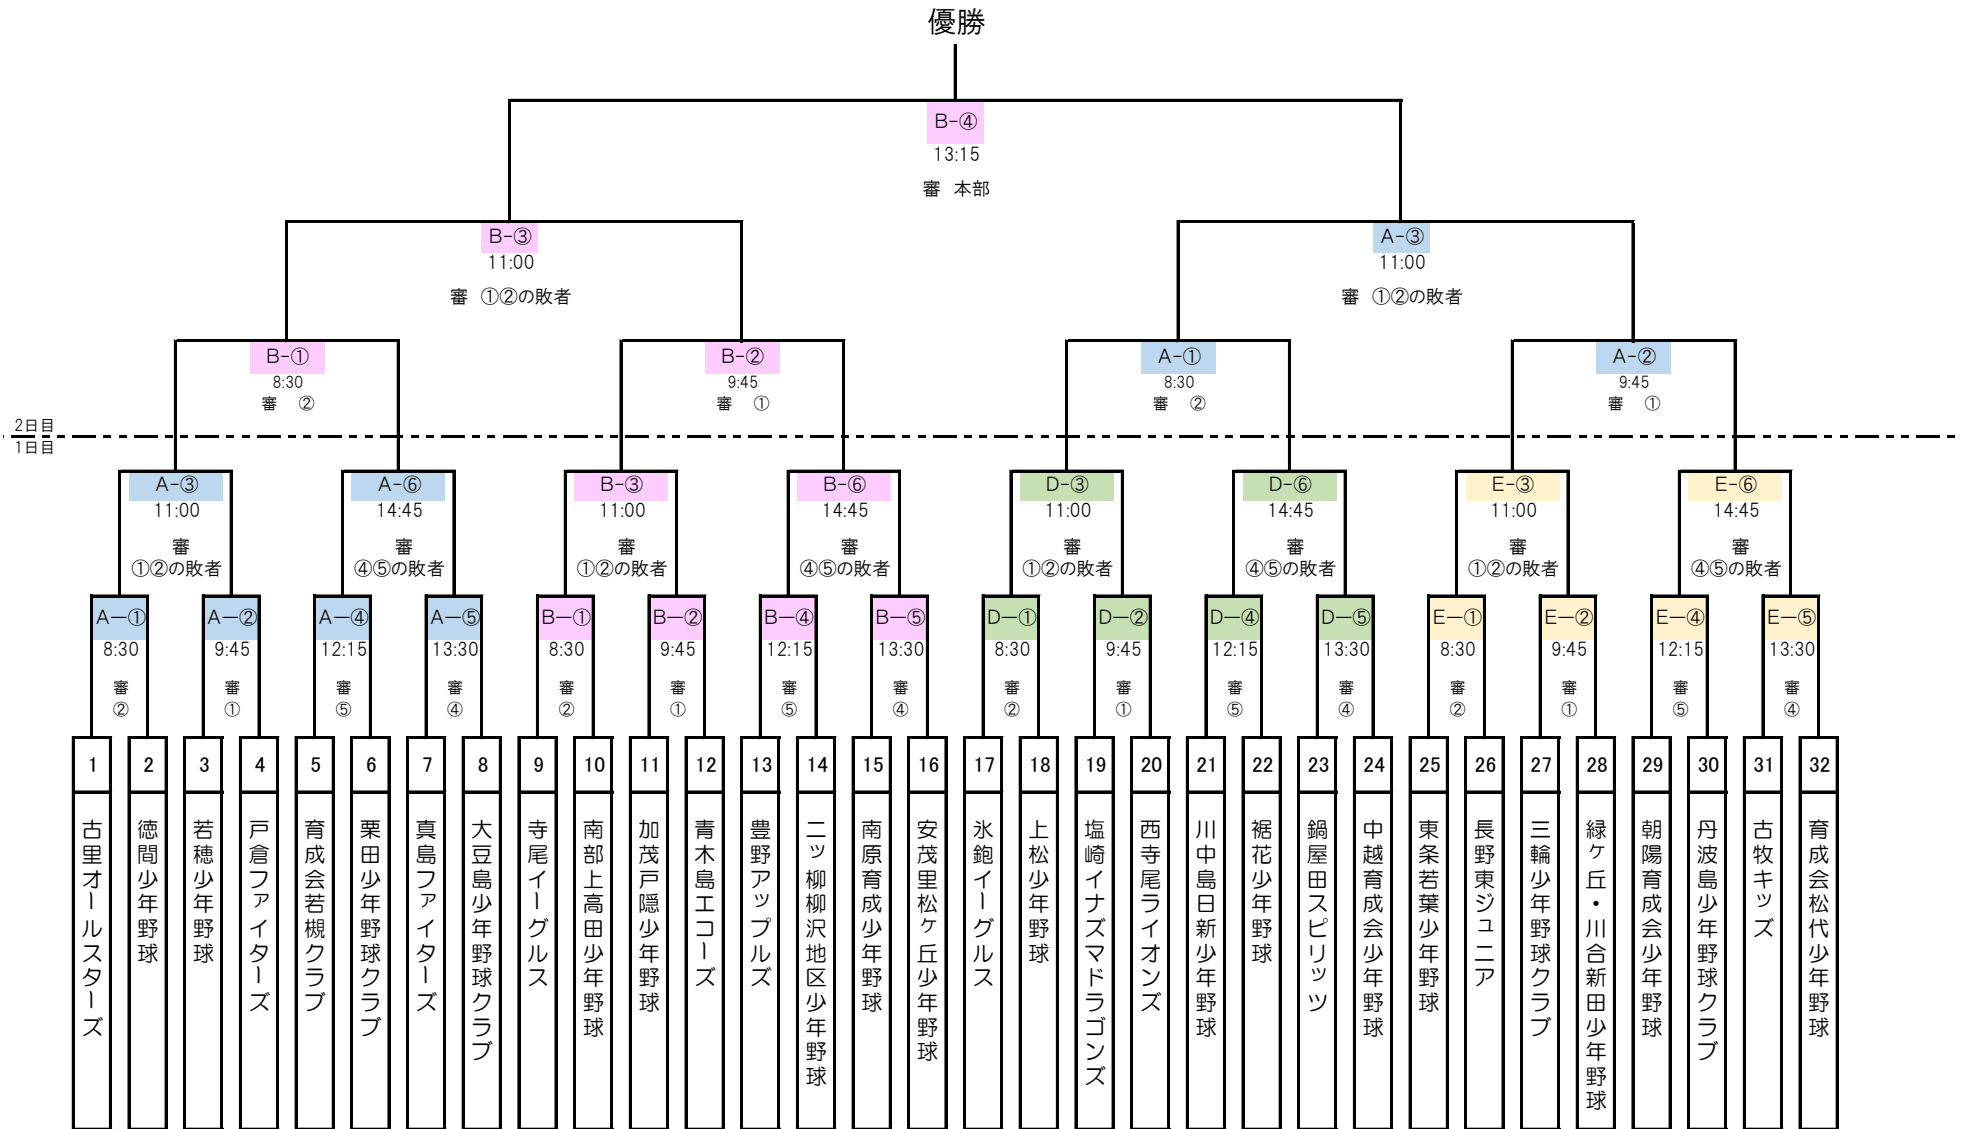 優勝
B-④
13:15
審 本部
B-③
11:00
審 ①②の敗者
A-③
11:00
審 ①②の敗者
B-①
8:30
審 ②
B-②
9:45
審 ①
A-①
8:30
審 ②
A-②
9:45
審 ①
2日目
1日目
A-③
11:00
審
①②の敗者
A-⑥
14:45
審
④⑤の敗者
B-③
11:00
審
①②の敗者
B-⑥
14:45
審
④⑤の敗者
D-③
11:00
審
①②の敗者
D-⑥
14:45
審
④⑤の敗者
E-③
11:00
審
①②の敗者
E-⑥
14:45
審
④⑤の敗者
A―①
8:30
審
②
A―②
9:45
審
①
A―④
12:15
審
⑤
A―⑤
13:30
審
④
B―①
8:30
審
②
B―②
9:45
審
①
B―④
12:15
審
⑤
B―⑤
13:30
審
④
D―①
8:30
審
②
D―②
9:45
審
①
D―④
12:15
審
⑤
D―⑤
13:30
審
④
E―①
8:30
審
②
E―②
9:45
審
①
E―④
12:15
審
⑤
E―⑤
13:30
審
④
1
古里オールスターズ
2
徳間少年野球
3
若穂少年野球
4
戸倉ファイターズ
5
育成会若槻クラブ
6
栗田少年野球クラブ
7
真島ファイターズ
8
大豆島少年野球クラブ
9
寺尾イーグルス
10
南部上高田少年野球
11
加茂戸隠少年野球
12
青木島エコーズ
13
豊野アップルズ
14
二ッ柳柳沢地区少年野球
15
南原育成少年野球
16
安茂里松ヶ丘少年野球
17
氷鉋イーグルス
18
上松少年野球
19
塩崎イナズマドラゴンズ
20
西寺尾ライオンズ
21
川中島日新少年野球
22
裾花少年野球
23
鍋屋田スピリッツ
24
中越育成会少年野球
25
東条若葉少年野球
26
長野東ジュニア
27
三輪少年野球クラブ
28
緑ヶ丘・川合新田少年野球
29
朝陽育成会少年野球
30
丹波島少年野球クラブ
31
古牧キッズ
32
育成会松代少年野球